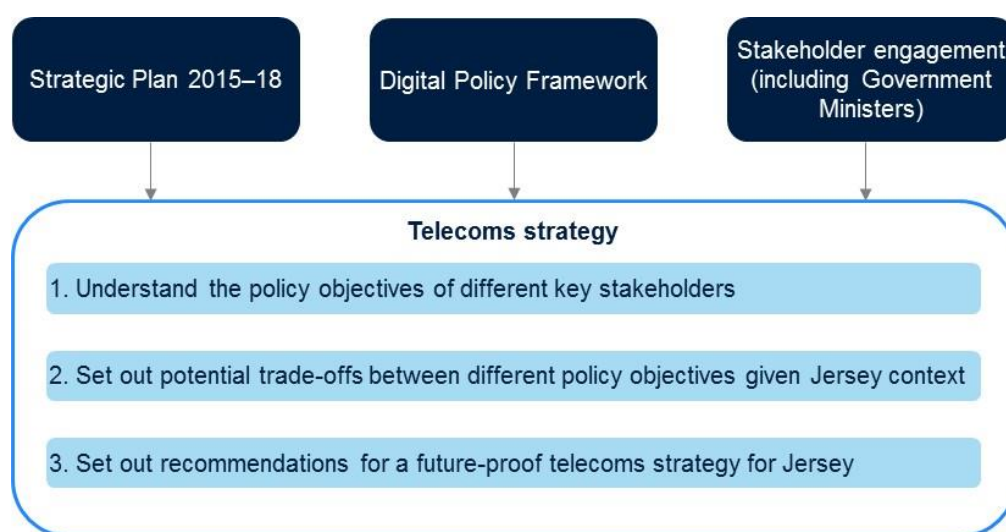 Strategic Plan 2015–18
Digital Policy Framework
Stakeholder engagement
(including Government
Ministers)
Telecoms strategy
1. Understand the policy objectives of different key stakeholders
2. Set out potential trade-offs between different policy objectives given Jersey context
3. Set out recommendations for a future-proof telecoms strategy for Jersey